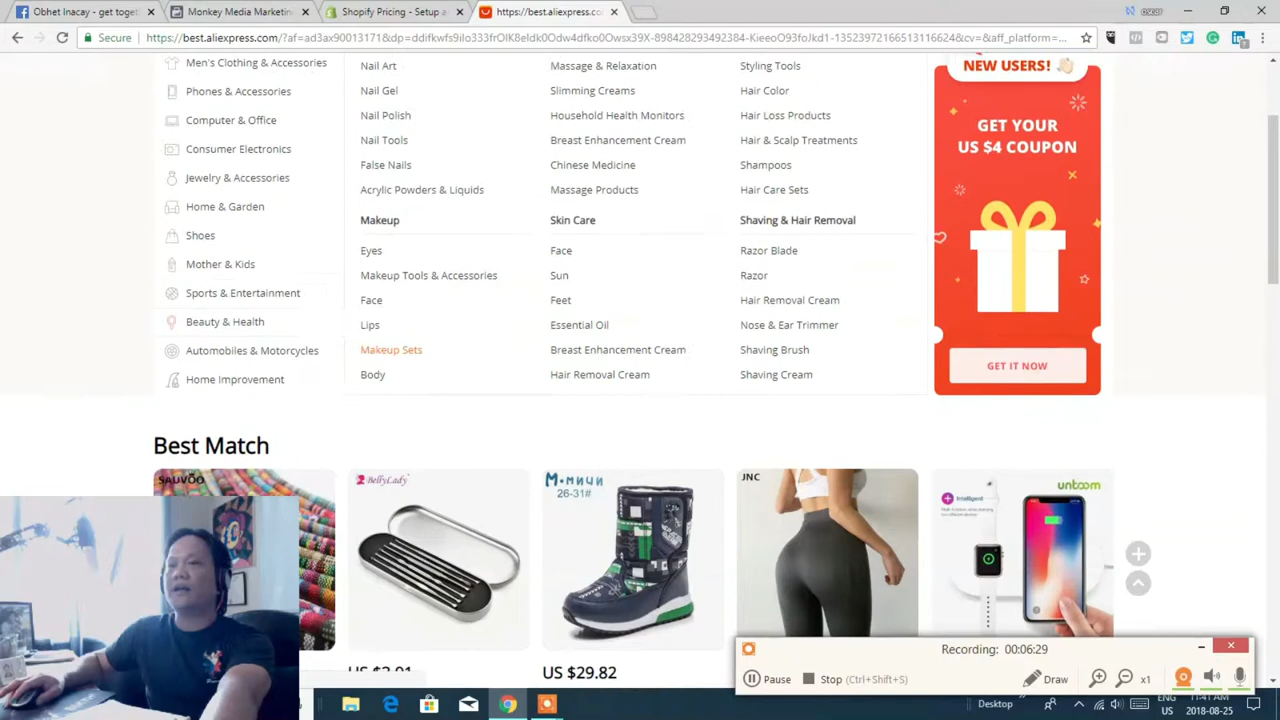 Obhet Inacay - get toget
Monkey Media Marketin
Shopify Pricing - Setup a
https://best.aliexpress.co
Secure
https://best.aliexpress.com/?af=ad3ax90013171&dp=ddifkwfs9ilo333frOIK8eIdk0Odw4dfko0Owsx39X-898428293492384-KieeoO93foJkd1-13523972166513116624&cv=&aff_platform=...
Men's Clothing & Accessories
Phones & Accessories
Computer & Office
Consumer Electronics
Jewelry & Accessories
Home & Garden
Shoes
Mother & Kids
Sports & Entertainment
Beauty & Health
Automobiles & Motorcycles
Home Improvement
Nail Art
Nail Gel
Nail Polish
Nail Tools
False Nails
Acrylic Powders & Liquids
Makeup
Eyes
Makeup Tools & Accessories
Face
Lips
Makeup Sets
Body
Massage & Relaxation
Slimming Creams
Household Health Monitors
Breast Enhancement Cream
Chinese Medicine
Massage Products
Skin Care
Face
Sun
Feet
Essential Oil
Breast Enhancement Cream
Hair Removal Cream
Styling Tools
Hair Color
Hair Loss Products
Hair & Scalp Treatments
Shampoos
Hair Care Sets
Shaving & Hair Removal
Razor Blade
Razor
Hair Removal Cream
Nose & Ear Trimmer
Shaving Brush
Shaving Cream
NEW USERS!
GET YOUR
US $4 COUPON
GET IT NOW
Best Match
SAUVOO
BellyLady
М•МИЧИ
26-31#
JNC
Intelligent
untoom
US $29.82
Recording: 00:06:29
Pause
Stop (Ctrl+Shift+S)
Draw
x1
Desktop
ENG
US
11:41 AM
2018-08-25